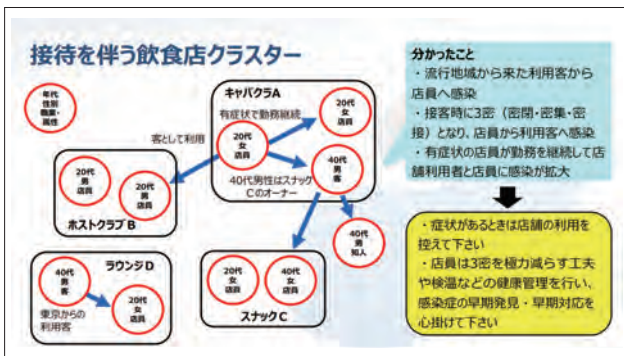 接待を伴う飲食店クラスター
年代
性別
職業・
属性
キャバクラA
有症状で勤務継続
20代
女
店員
20代
女
店員
40代
男
客
40代男性はスナック
Cのオーナー
客として利用
20代
男
店員
20代
男
店員
ホストクラブB
40代
男
知人
ラウンジD
40代
男
客
20代
女
店員
東京からの
利用客
20代
女
店員
40代
女
店員
スナックC
分かったこと
・流行地域から来た利用客から
店員へ感染
・接客時に3密（密閉・密集・密
接）となり、店員から利用客へ感染
・有症状の店員が勤務を継続して店
舗利用者と店員に感染が拡大
・症状があるときは店舗の利用を
控えて下さい
・店員は3密を極力減らす工夫
や検温などの健康管理を行い、
感染症の早期発見・早期対応を
心掛けて下さい